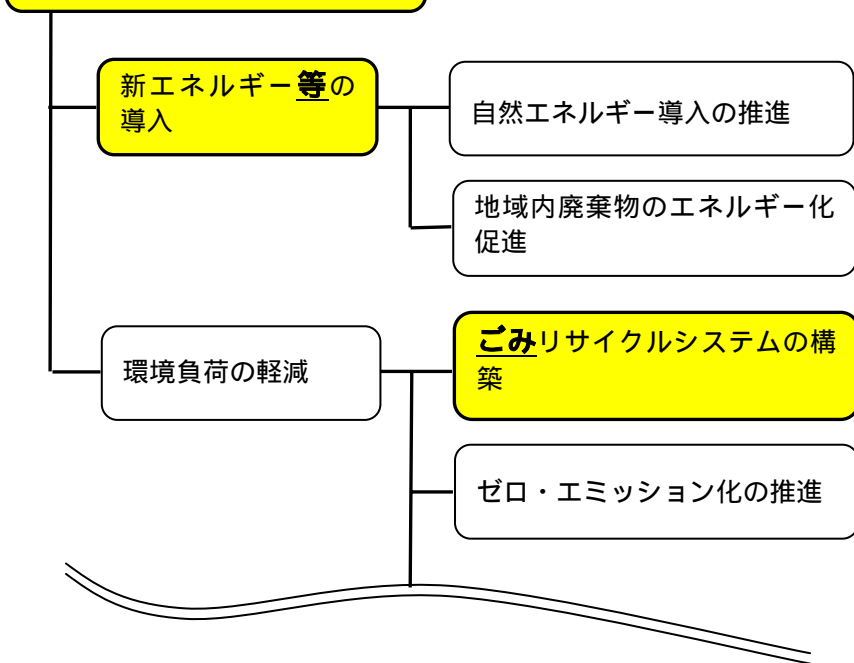 新エネルギー等の
導入
自然エネルギー導入の推進
地域内廃棄物のエネルギー化
促進
環境負荷の軽減
ごみリサイクルシステムの構
築
ゼロ・エミッション化の推進